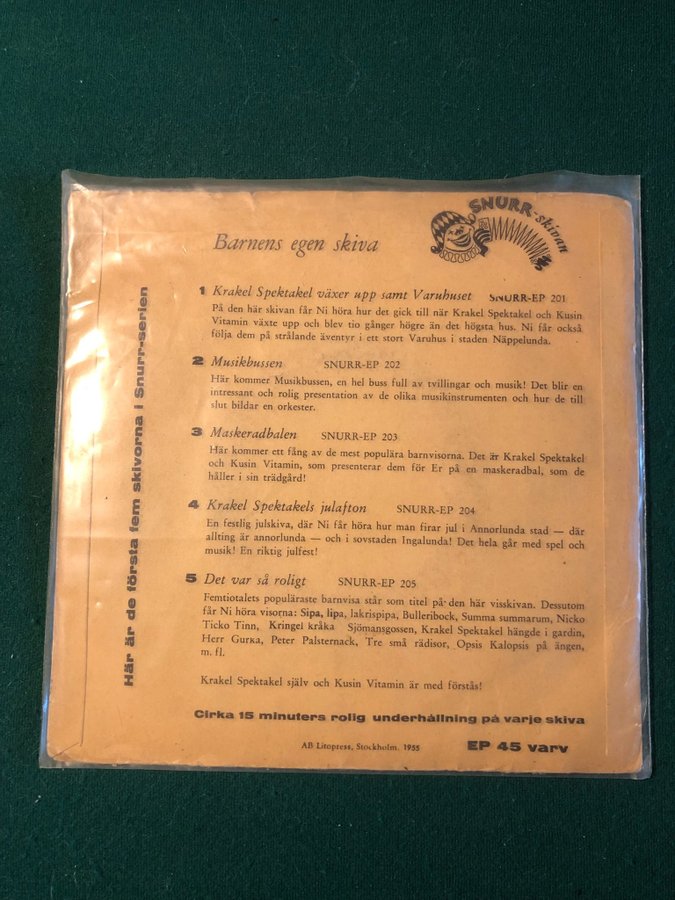 SNURR-skivan
Barnens egen skiva
Här är de första fem skivorna i Snurr-serien
1 Krakel Spektakel växer upp samt Varuhuset SNURR-EP 201
På den här skivan får Ni höra hur det gick till när Krakel Spektakel och Kusin
Vitamin växte upp och blev tio gånger högre än det högsta hus. Ni får också
följa dem på strålande äventyr i ett stort Varuhus i staden Näppelunda.
2 Musikbussen SNURR-EP 202
Här kommer Musikbussen, en hel buss full av tvillingar och musik! Det blir en
intressant och rolig presentation av de olika musikinstrumenten och hur de till
slut bildar en orkester.
3 Maskeradbalen SNURR-EP 203
Här kommer ett fång av de mest populära barnvisorna. Det är Krakel Spektakel
och Kusin Vitamin, som presenterar dem för Er på en maskeradbal, som de
håller i sin trädgård!
4 Krakel Spektakels julafton SNURR-EP 204
En festlig julskiva, där Ni får höra hur man firar jul i Annorlunda stad — där
allting är annorlunda — och i sovstaden Ingalunda! Det hela går med spel och
musik! En riktig julfest!
5 Det var så roligt SNURR-EP 205
Femtiotalets populäraste barnvisa står som titel på den här visskivan. Dessutom
får Ni höra visorna: Sipa, lipa, lakrispipa, Bulleribock, Summa summarum, Nicko
Ticko Tinn, Kringel kråka Sjömansgossen, Krakel Spektakel hängde i gardin,
Herr Gurka, Peter Palsternack, Tre små rädisor, Opsis Kalopsis på ängen,
m. fl.
Krakel Spektakel själv och Kusin Vitamin är med förstås!
Cirka 15 minuters rolig underhållning på varje skiva
AB Litopress, Stockholm. 1955 EP 45 varv